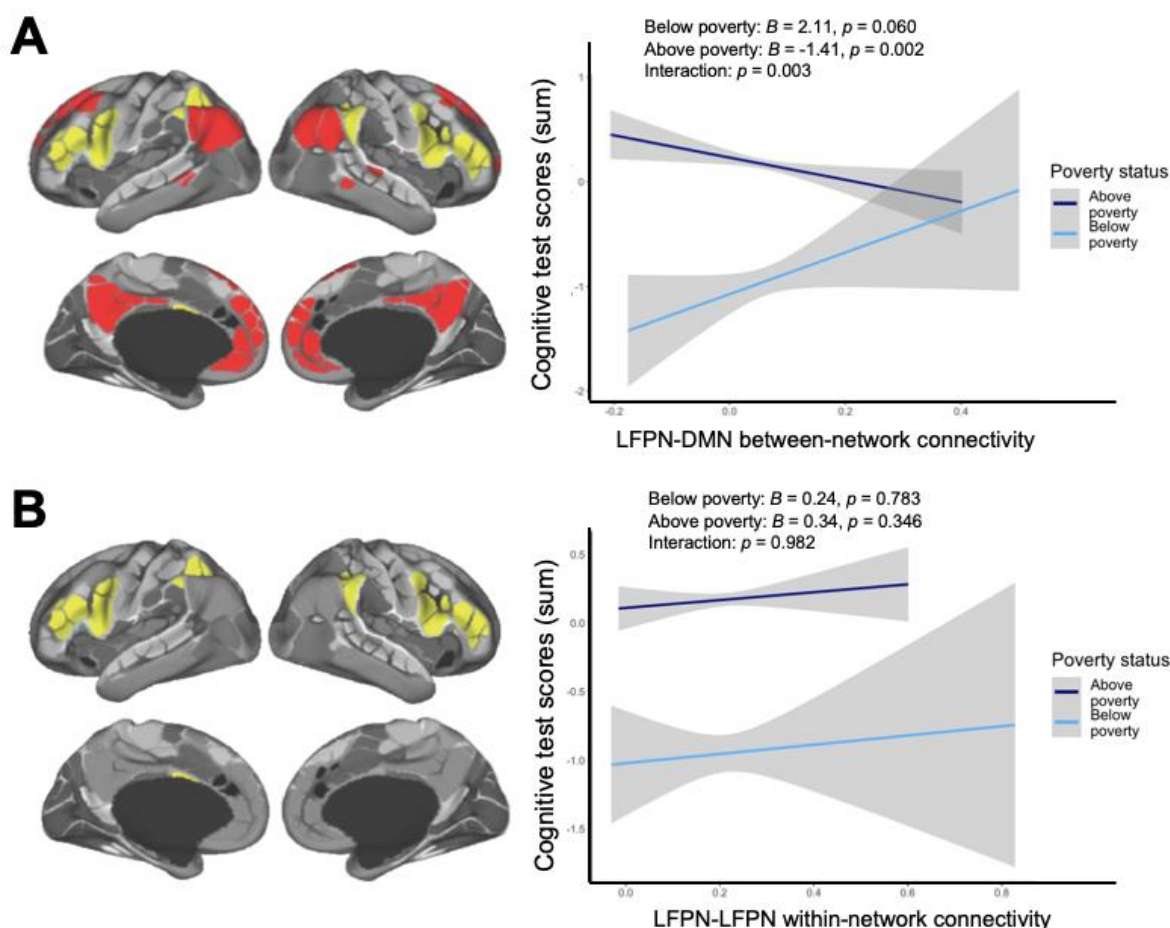 A
Below poverty: B = 2.11, p = 0.060
Above poverty: B = -1.41, p = 0.002
Interaction: p = 0.003
Cognitive test scores (sum)
1
0
-1
-2
-0.2 0.0 0.2 0.4
LFPN-DMN between-network connectivity
Poverty status
Above
poverty
Below
poverty
B
Below poverty: B = 0.24, p = 0.783
Above poverty: B = 0.34, p = 0.346
Interaction: p = 0.982
Cognitive test scores (sum)
0.5
0.0
-0.5
-1.0
-1.5
0.0 0.2 0.4 0.6 0.8
LFPN-LFPN within-network connectivity
Poverty status
Above
poverty
Below
poverty